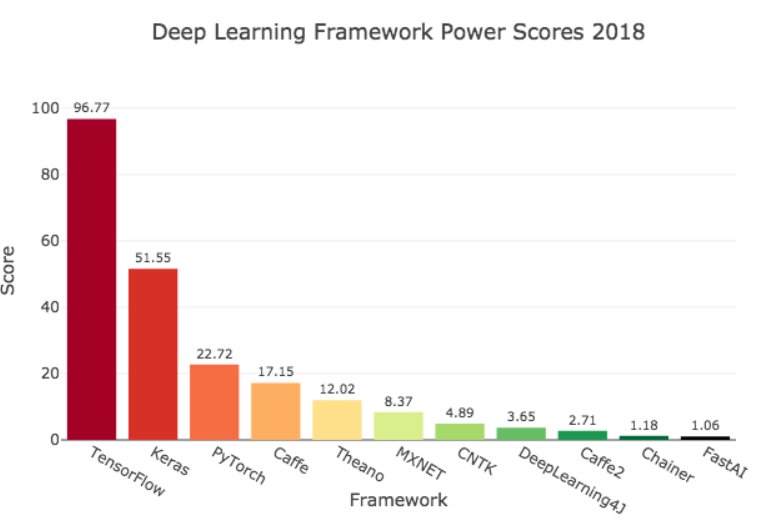 Deep Learning Framework Power Scores 2018
Score
100
80
60
40
20
0
96.77
51.55
22.72
17.15
12.02
8.37
4.89
3.65
2.71
1.18
1.06
TensorFlow
Keras
PyTorch
Caffe
Theano
MXNET
CNTK
DeepLearning4J
Caffe2
Chainer
FastAI
Framework